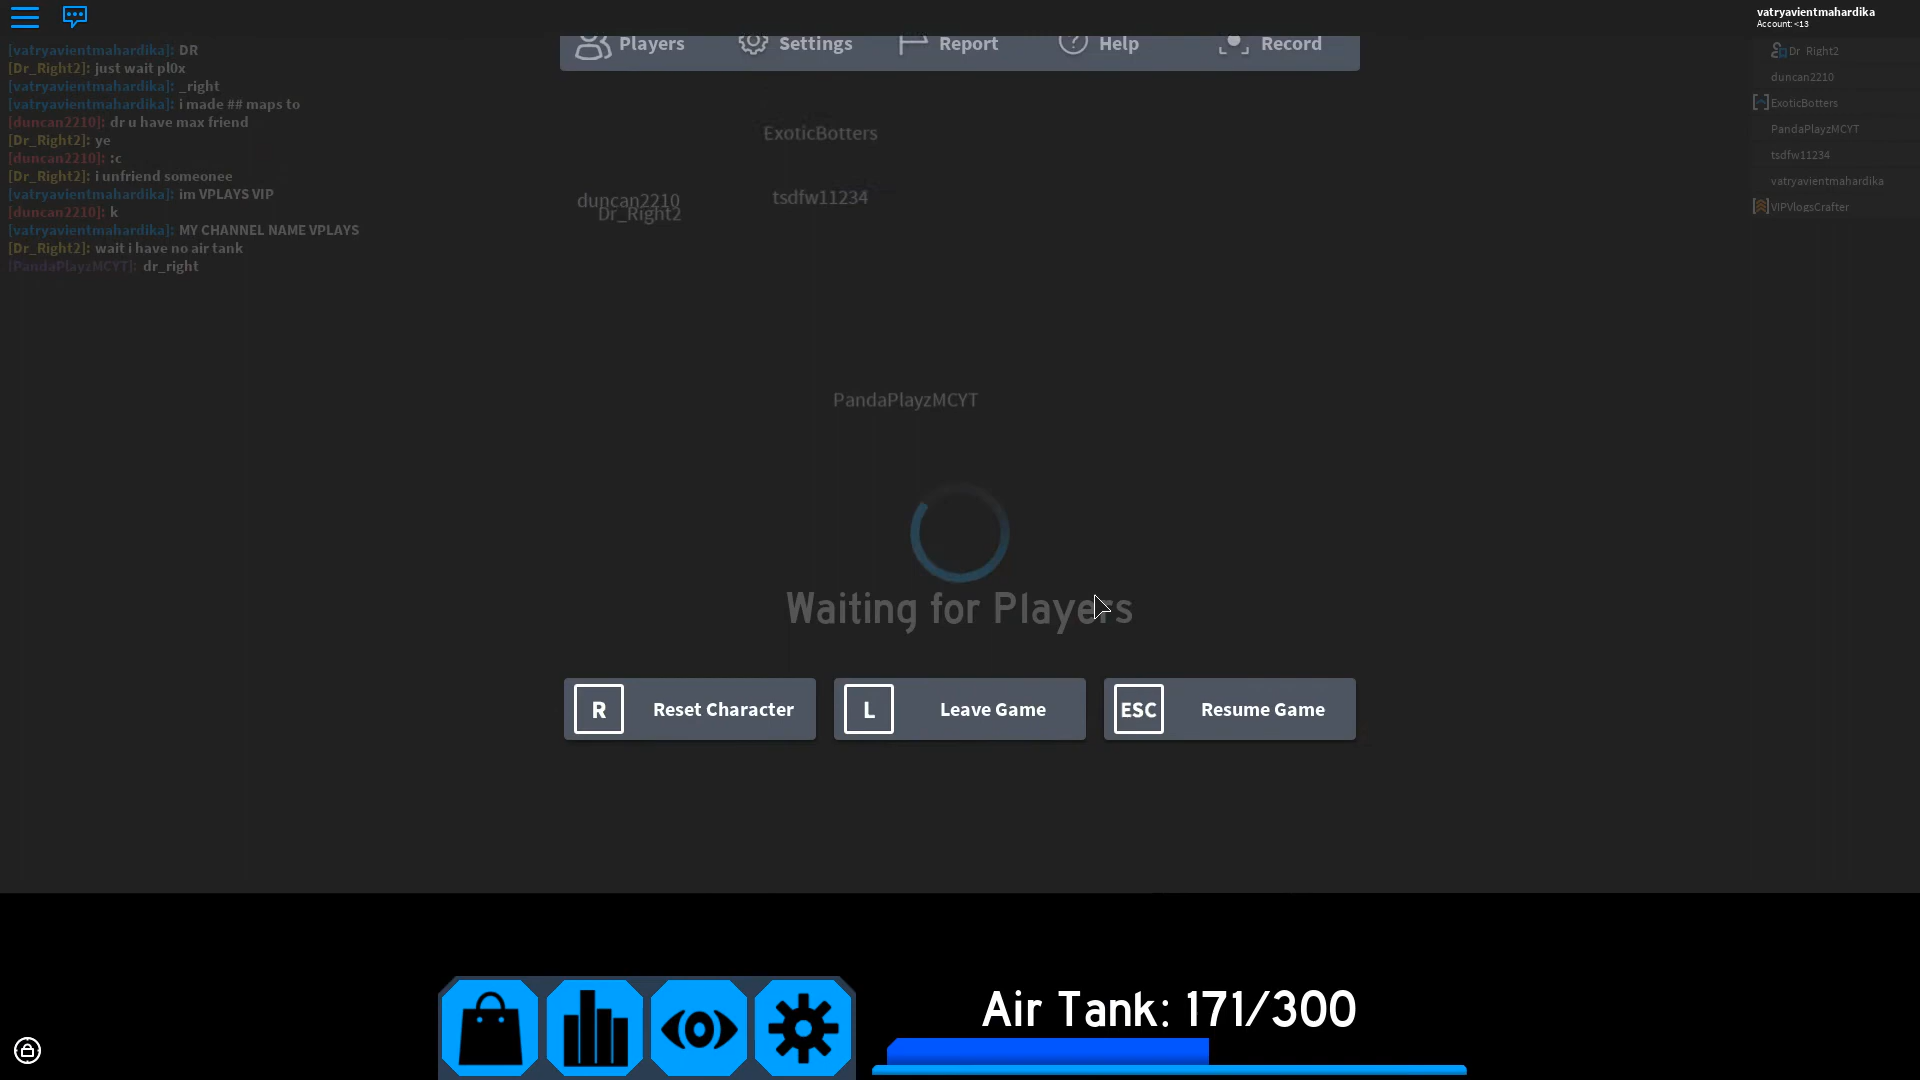 vatryavientmahardika
Account: <13
[vatryavientmahardika]: DR
[Dr_Right2]: just wait pl0x
[vatryavientmahardika]: _right
[vatryavientmahardika]: i made ## maps to
[duncan2210]: dr u have max friend
[Dr_Right2]: ye
[duncan2210]: :c
[Dr_Right2]: i unfriend someonee
[vatryavientmahardika]: im VPLAYS VIP
[duncan2210]: k
[vatryavientmahardika]: MY CHANNEL NAME VPLAYS
[Dr_Right2]: wait i have no air tank
[PandaPlayzMCYT]: dr_right
Players
Settings
Report
Help
Record
Dr_Right2
duncan2210
ExoticBotters
PandaPlayzMCYT
tsdfw11234
vatryavientmahardika
VIPVlogsCrafter
ExoticBotters
duncan2210
tsdfw11234
Dr_Right2
PandaPlayzMCYT
Waiting for Players
R Reset Character
L Leave Game
ESC Resume Game
Air Tank: 171/300